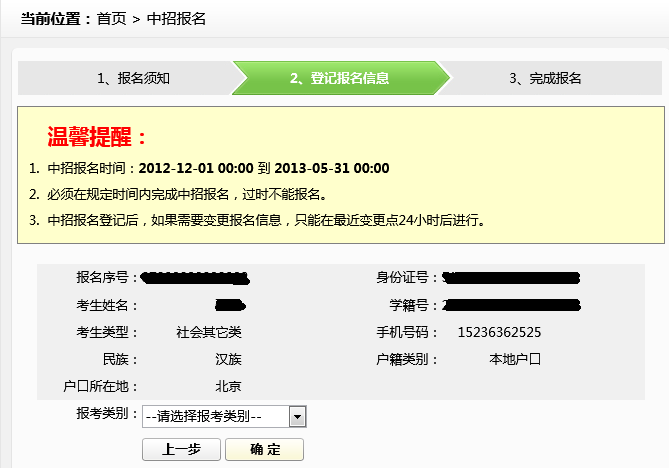 当前位置：首页 > 中招报名
1、报名须知 2、登记报名信息 3、完成报名
温馨提醒：
1. 中招报名时间：2012-12-01 00:00 到 2013-05-31 00:00
2. 必须在规定时间内完成中招报名，过时不能报名。
3. 中招报名登记后，如果需要变更报名信息，只能在最近变更点24小时后进行。
报名序号： 身份证号：
考生姓名： 学籍号：
考生类型： 社会其它类 手机号码： 15236362525
民族： 汉族 户籍类别： 本地户口
户口所在地： 北京
报考类别： --请选择报考类别--
上一步 确 定